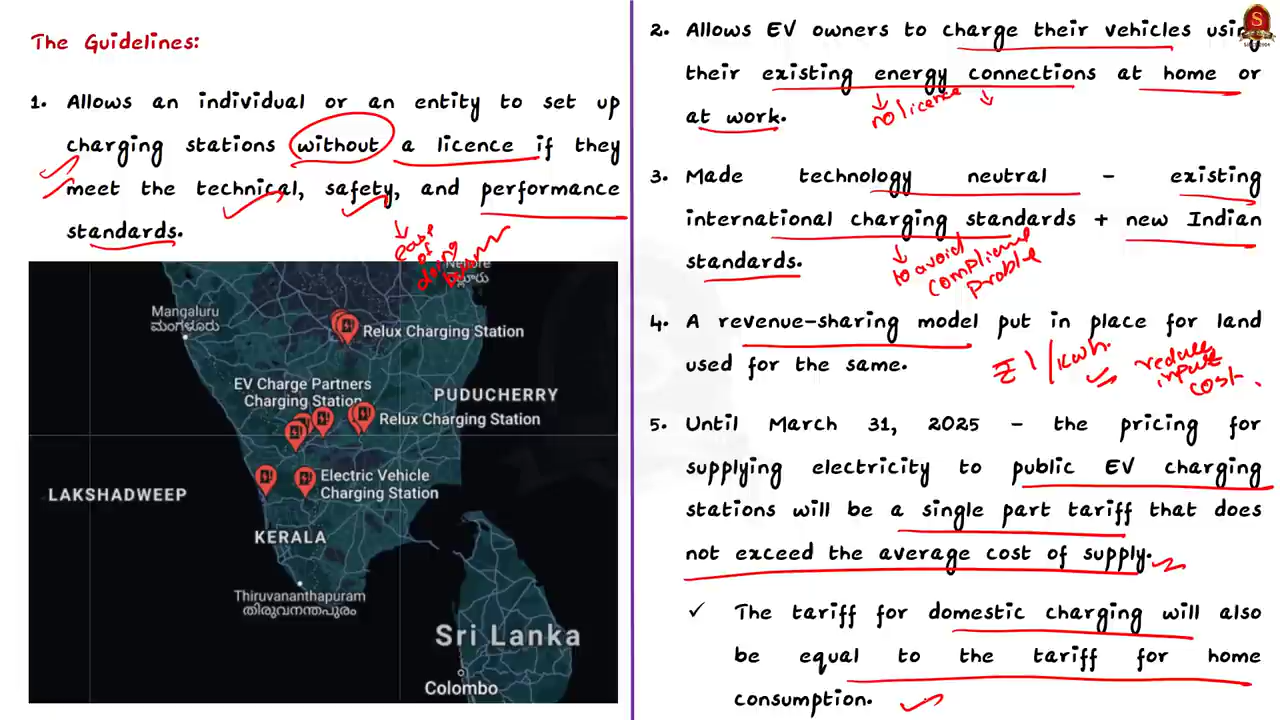 The Guidelines:
1. Allows an individual or an entity to set up
charging stations without a licence if they
meet the technical, safety, and performance
standards.
ease
of
doing
Nellore
Mangaluru
ಮಂಗಳೂರು
Relux Charging Station
EV Charge Partners
Charging Station
PUDUCHERRY
Relux Charging Station
Electric Vehicle
Charging Station
LAKSHADWEEP
KERALA
Thiruvananthapuram
തിരുവനന്തപുരം
Sri Lanka
Colombo
2. Allows EV owners to charge their vehicles using
their existing energy connections at home or
no licence
at work.
3. Made technology neutral - existing
international charging standards + new Indian
standards.
to avoid
compliance
proble
4. A revenue-sharing model put in place for land
used for the same.
₹1/kwh.
reduce
input
cost.
5. Until March 31, 2025 - the pricing for
supplying electricity to public EV charging
stations will be a single part tariff that does
not exceed the average cost of supply.
✓ The tariff for domestic charging will also
be equal to the tariff for home
consumption.